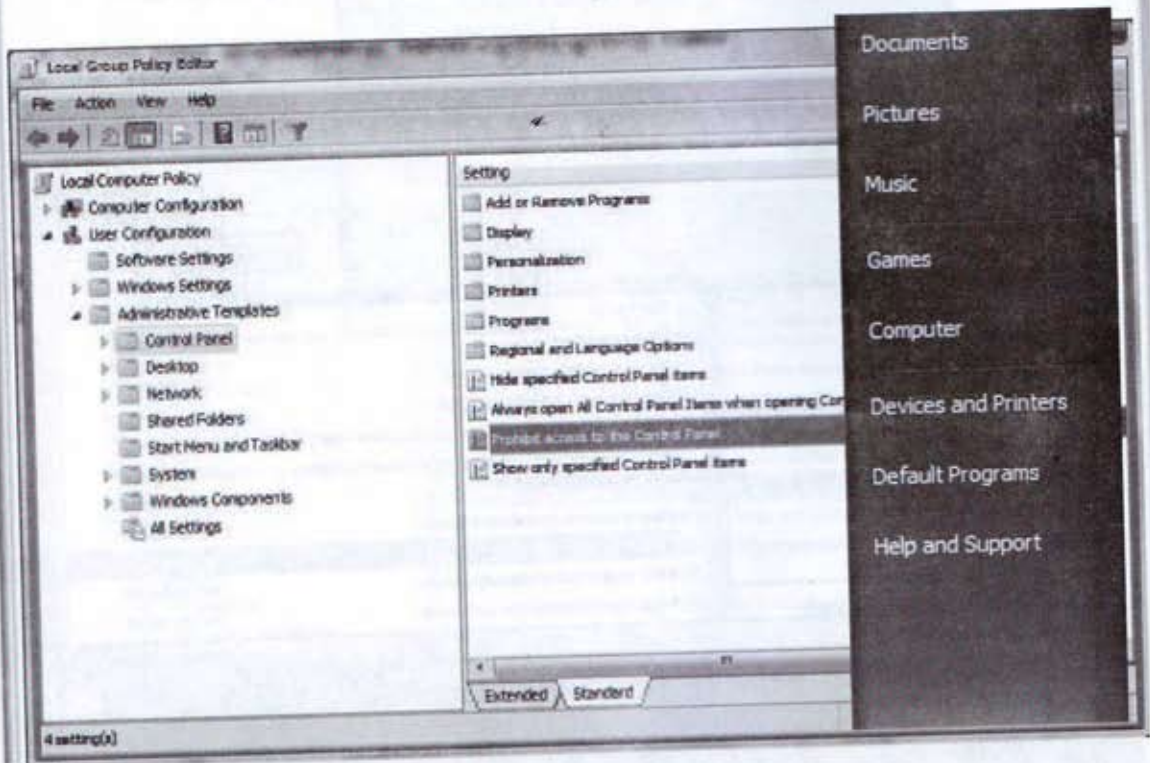 Local Group Policy Editor
File Action View Help
Local Computer Policy
Computer Configuration
User Configuration
Software Settings
Windows Settings
Administrative Templates
Control Panel
Desktop
Network
Shared Folders
Start Menu and Taskbar
System
Windows Components
All Settings
Setting
Add or Remove Programs
Display
Personalization
Printers
Programs
Regional and Language Options
Hide specified Control Panel items
Always open All Control Panel Items when opening Con
Prohibit access to the Control Panel
Show only specified Control Panel items
Extended Standard
4 setting(s)
Documents
Pictures
Music
Games
Computer
Devices and Printers
Default Programs
Help and Support